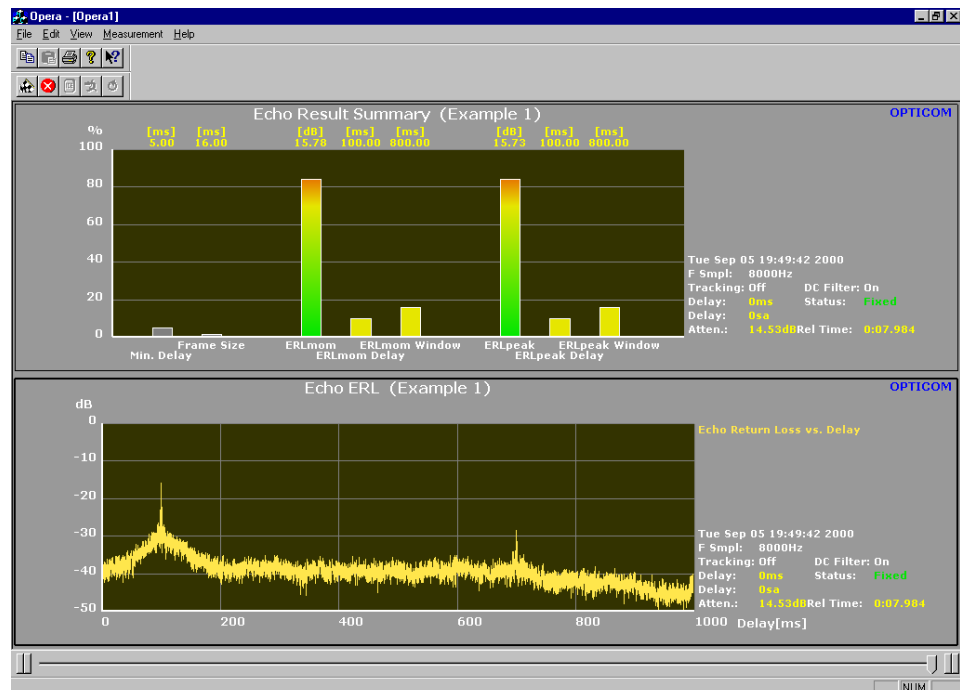 Opera - [Opera1]
File Edit View Measurement Help
Echo Result Summary (Example 1)
OPTICOM
% [ms] [ms] [dB] [ms] [ms] [dB] [ms] [ms]
100 5.00 16.00 15.78 100.00 800.00 15.73 100.00 800.00
80
60
40
20
0
Frame Size ERLmom ERLmom Window ERLpeak ERLpeak Window
Min. Delay ERLmom Delay ERLpeak Delay
Tue Sep 05 19:49:42 2000
F Smpl: 8000Hz
Tracking: Off DC Filter: On
Delay: 0ms Status: Fixed
Delay: 0sa
Atten.: 14.53dB Rel Time: 0:07.984
Echo ERL (Example 1)
OPTICOM
dB
0
-10
-20
-30
-40
-50
0 200 400 600 800 1000 Delay[ms]
Echo Return Loss vs. Delay
Tue Sep 05 19:49:42 2000
F Smpl: 8000Hz
Tracking: Off DC Filter: On
Delay: 0ms Status: Fixed
Delay: 0sa
Atten.: 14.53dB Rel Time: 0:07.984
NUM